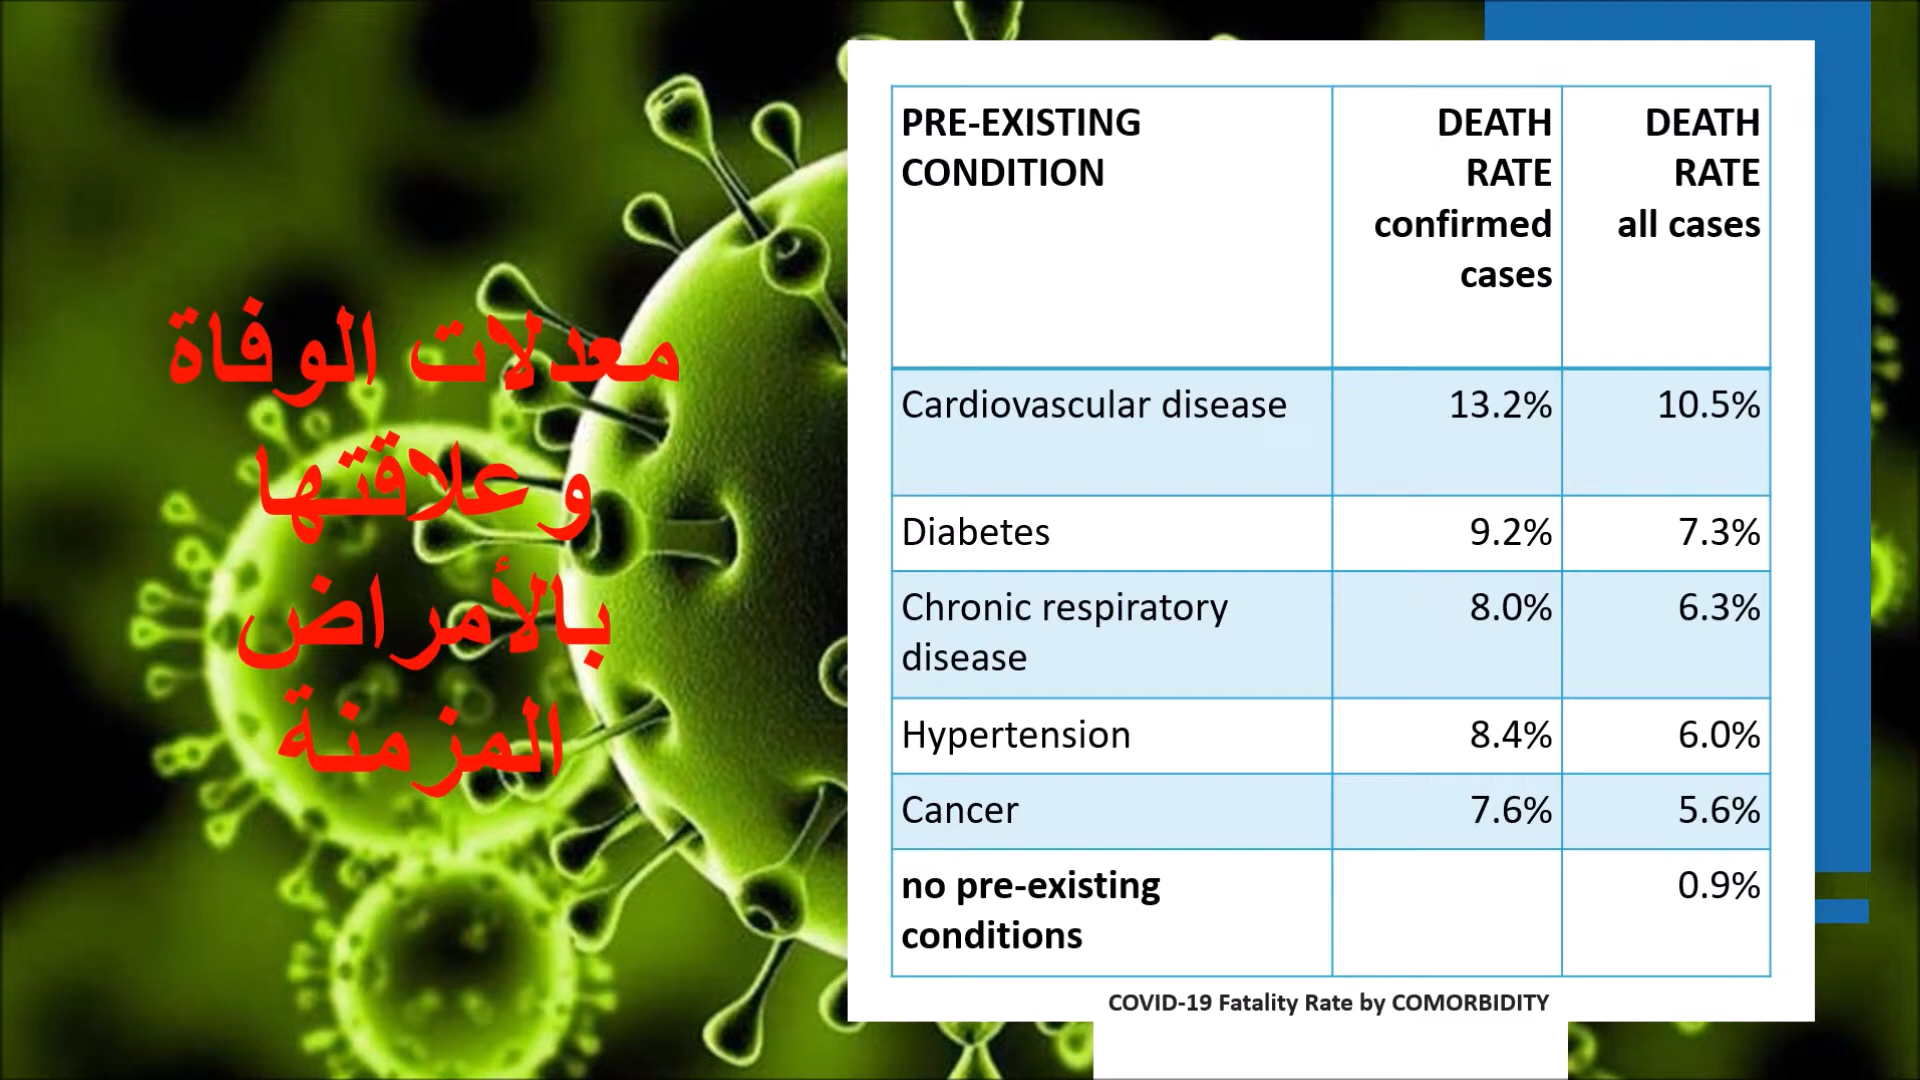 معدلات الوفاة
وعلاقتها
بالأمراض
المزمنة
PRE-EXISTING
CONDITION
DEATH
RATE
confirmed
cases
DEATH
RATE
all cases
Cardiovascular disease 13.2% 10.5%
Diabetes 9.2% 7.3%
Chronic respiratory 8.0% 6.3%
disease
Hypertension 8.4% 6.0%
Cancer 7.6% 5.6%
no pre-existing 0.9%
conditions
COVID-19 Fatality Rate by COMORBIDITY